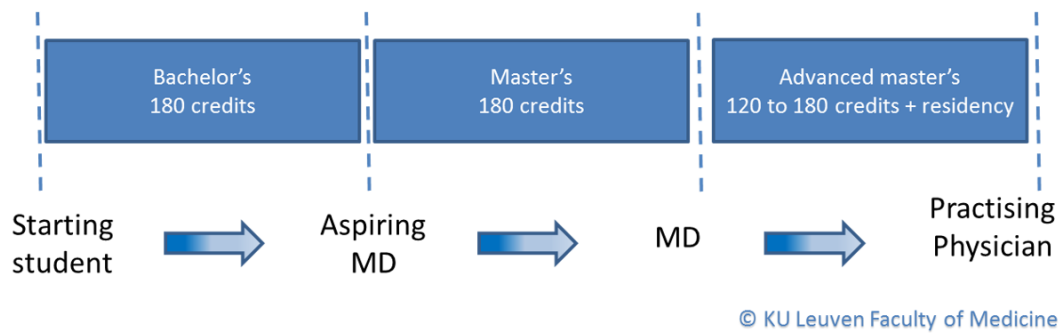 Bachelor's
180 credits
Master's
180 credits
Advanced master's
120 to 180 credits + residency
Starting
student
Aspiring
MD
MD
Practising
Physician
© KU Leuven Faculty of Medicine